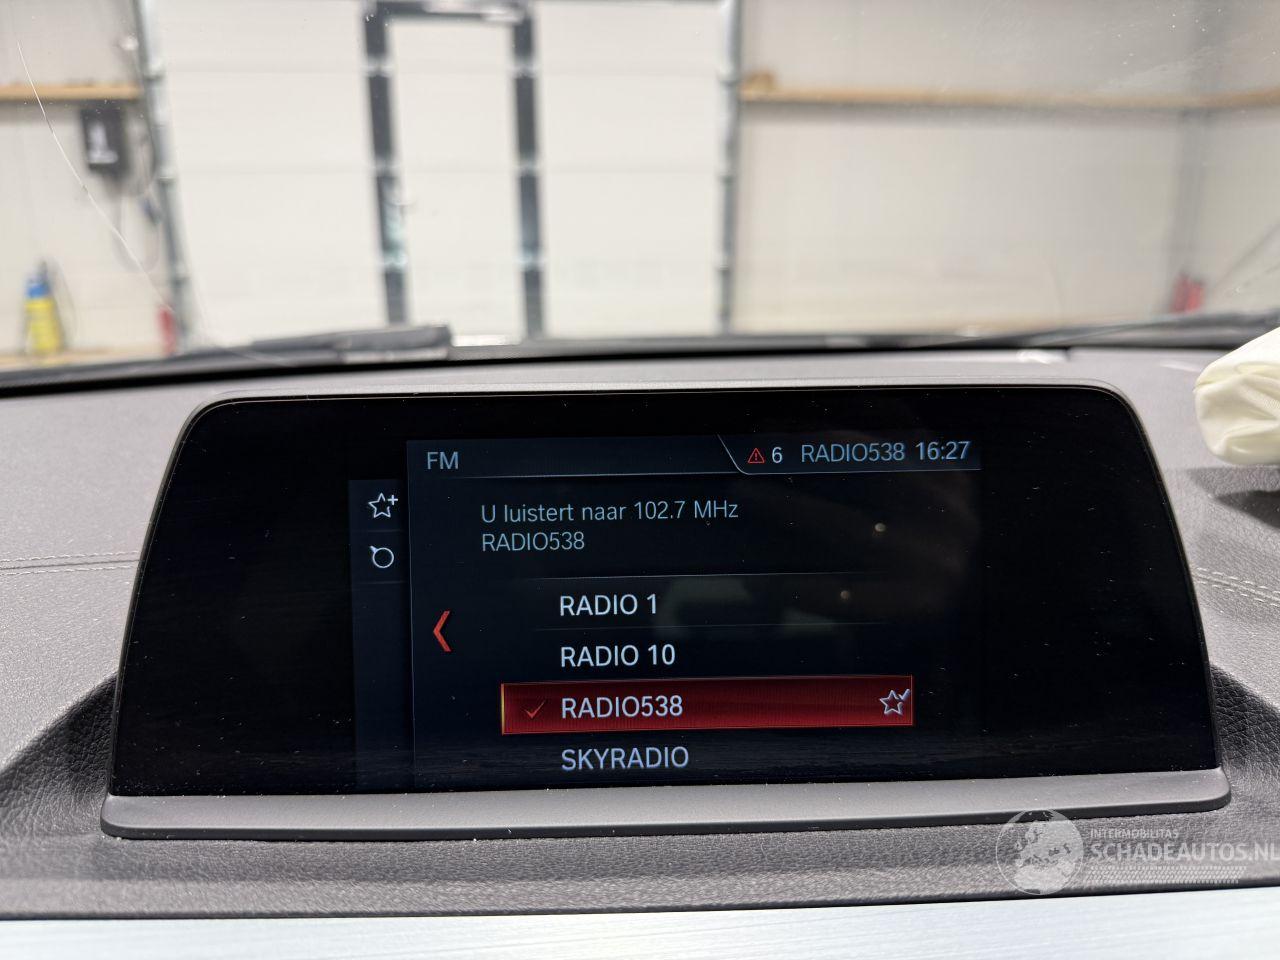 FM
6 RADIO538 16:27
U luistert naar 102.7 MHz
RADIO538
RADIO 1
RADIO 10
RADIO538
SKYRADIO
INTERMOBILITAS
SCHADEAUTOS.NL